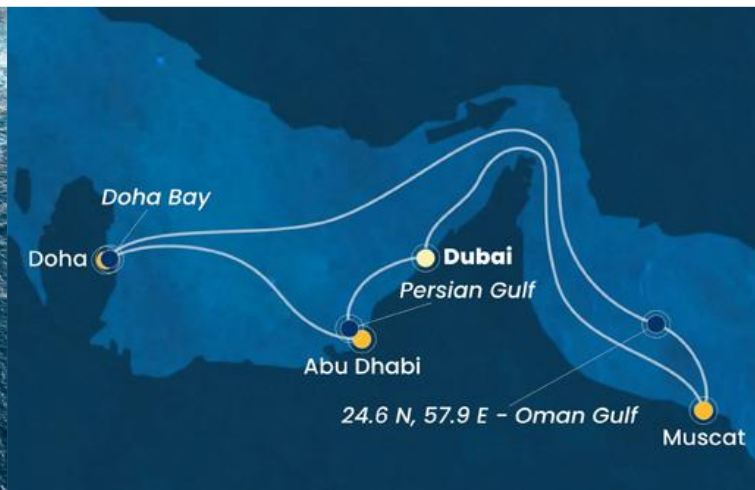 Doha Bay
Doha
Dubai
Persian Gulf
Abu Dhabi
24.6 N, 57.9 E - Oman Gulf
Muscat